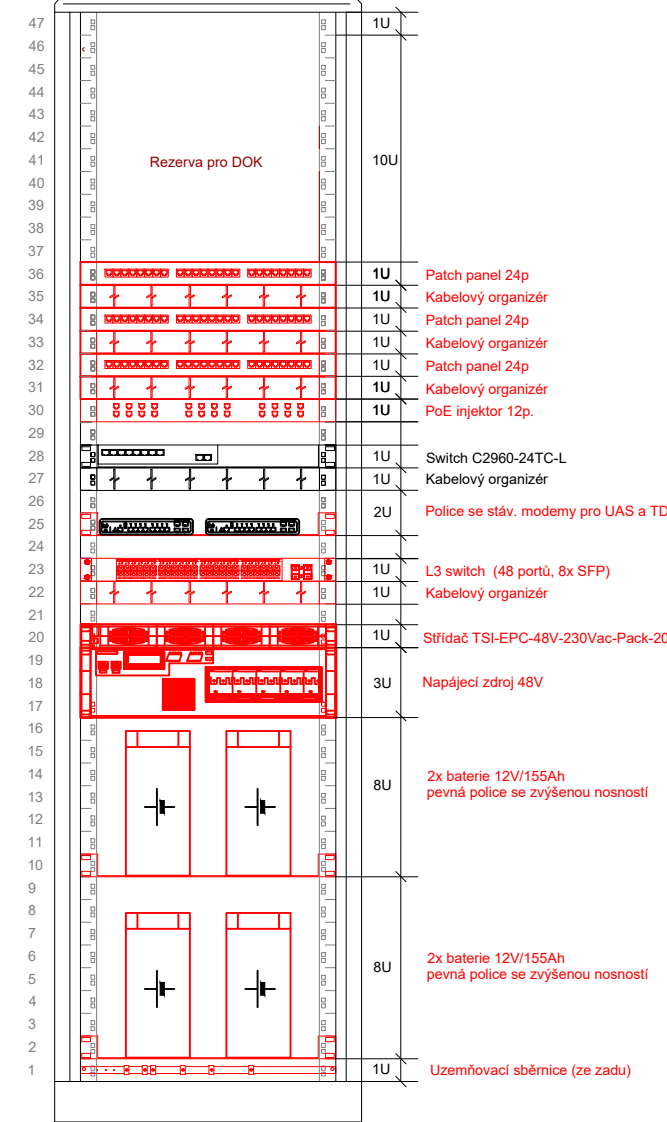 47 1U
46
45
44
43
42
41 Rezerva pro DOK 10U
40
39
38
37
36 1U Patch panel 24p
35 1U Kabelový organizér
34 1U Patch panel 24p
33 1U Kabelový organizér
32 1U Patch panel 24p
31 1U Kabelový organizér
30 1U PoE injektor 12p.
29
28 1U Switch C2960-24TC-L
27 1U Kabelový organizér
26
2U Police se stáv. modemy pro UAS a TD
25
24
23 1U L3 switch (48 portů, 8x SFP)
22 1U Kabelový organizér
21
20 1U Střídač TSI-EPC-48V-230Vac-Pack-20
19
18 3U Napájecí zdroj 48V
17
16
15
14 2x baterie 12V/155Ah
8U
13 pevná police se zvýšenou nosností
12
11
10
9
8
7
6 2x baterie 12V/155Ah
8U
5 pevná police se zvýšenou nosností
4
3
2
1 1U Uzemňovací sběrnice (ze zadu)